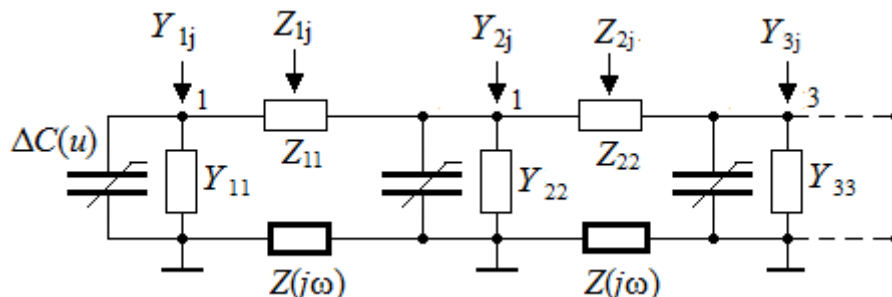 Y1j Z1j Y2j Z2j Y3j
1 1 3
ΔC(u) Y11 Z11 Y22 Z22 Y33
Z(jω) Z(jω)